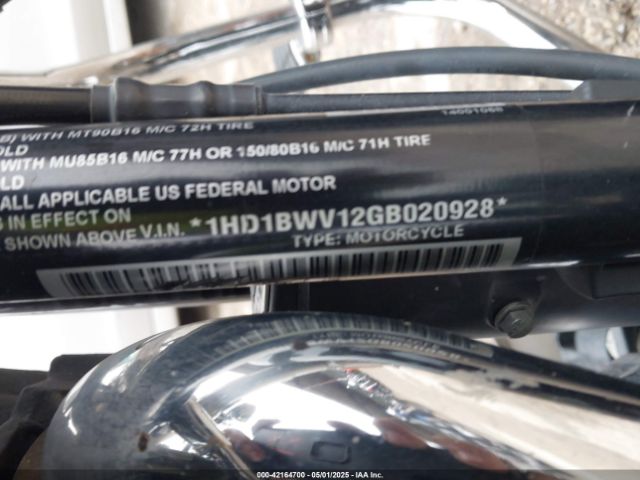 B) WITH MT90B16 M/C 72H TIRE
OLD
WITH MU85B16 M/C 77H OR 150/80B16 M/C 71H TIRE
LD
ALL APPLICABLE US FEDERAL MOTOR
S IN EFFECT ON
SHOWN ABOVE V.I.N. *1HD1BWV12GB020928*
TYPE: MOTORCYCLE
000-42164700 - 05/01/2025 - IAA Inc.